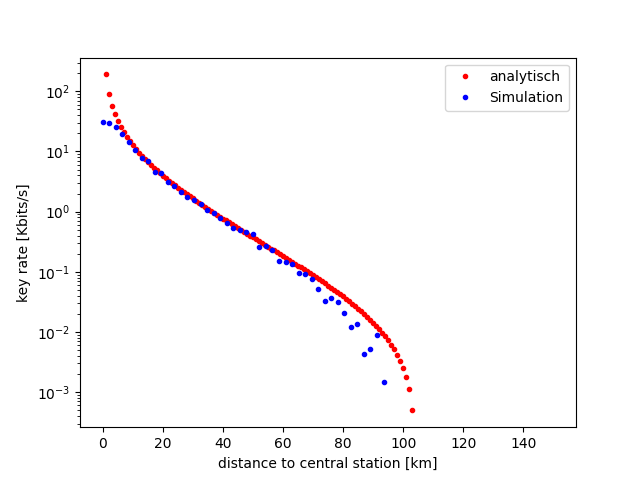 analytisch
Simulation
key rate [Kbits/s]
10²
10¹
10⁰
10⁻¹
10⁻²
10⁻³
0 20 40 60 80 100 120 140
distance to central station [km]